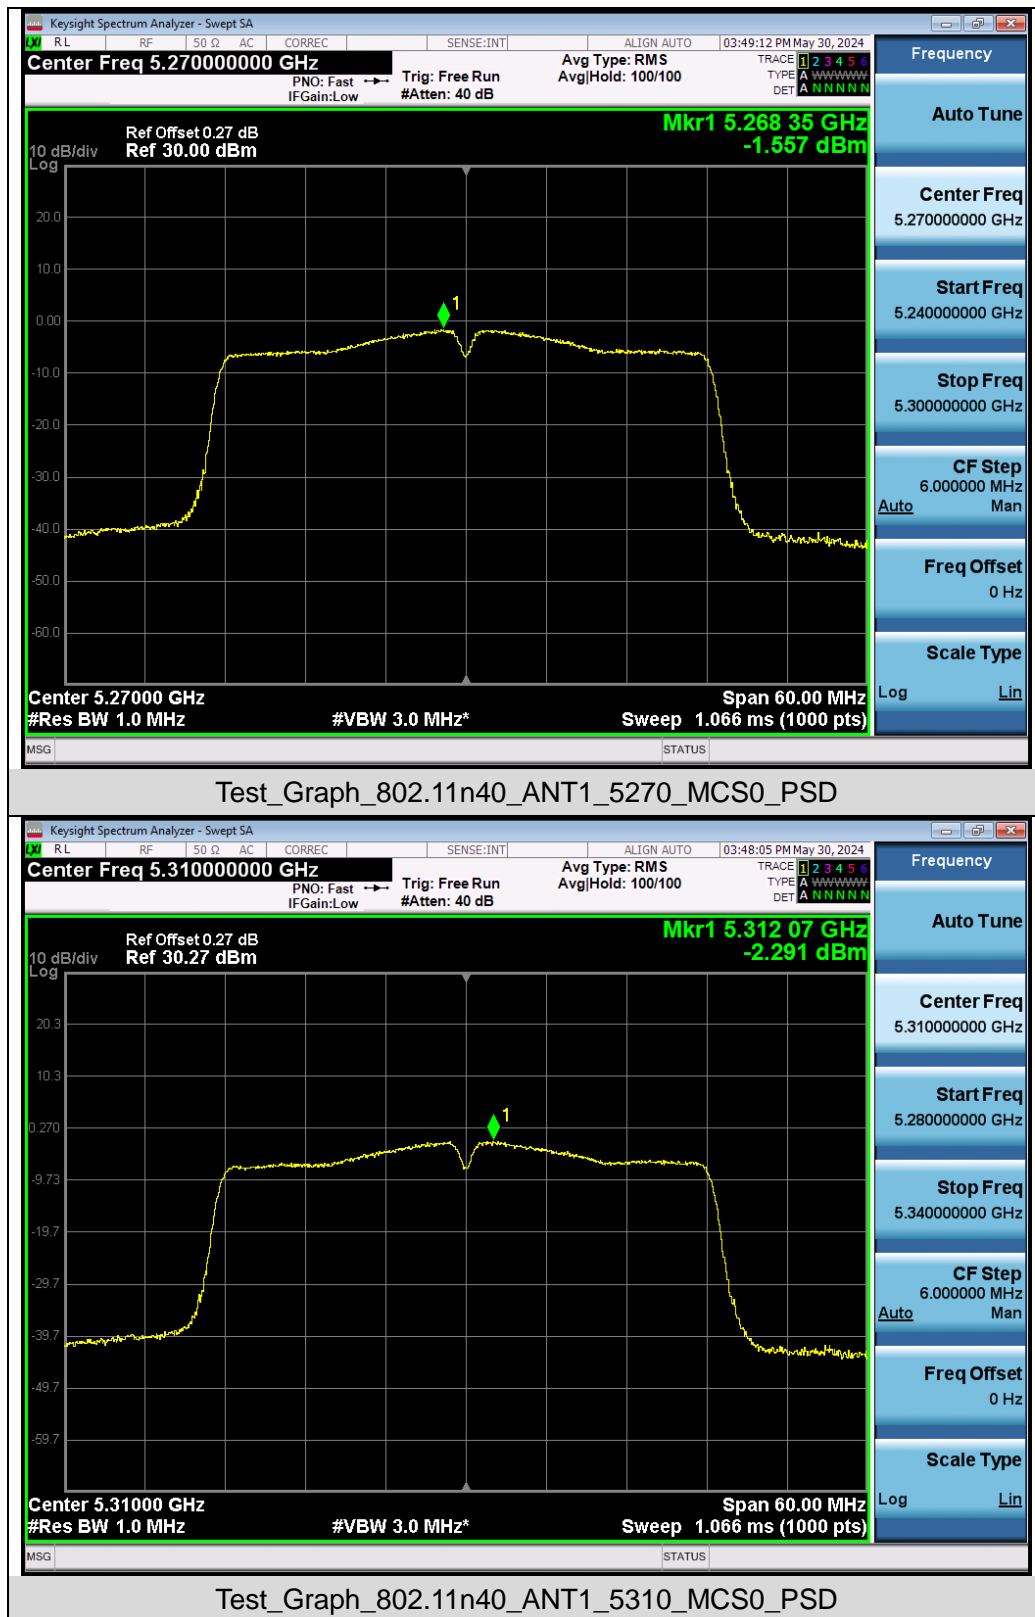 Keysight Spectrum Analyzer - Swept SA
LXI RL RF 50 Ω AC CORREC SENSE:INT ALIGN AUTO 03:49:12 PM May 30, 2024
Center Freq 5.270000000 GHz
PNO: Fast
IFGain:Low
Trig: Free Run
#Atten: 40 dB
Avg Type: RMS
Avg|Hold: 100/100
TRACE 1 2 3 4 5 6
TYPE A WWWWW
DET A N N N N N
Frequency
Auto Tune
Center Freq
5.270000000 GHz
Start Freq
5.240000000 GHz
Stop Freq
5.300000000 GHz
CF Step
6.000000 MHz
Auto Man
Freq Offset
0 Hz
Scale Type
Log Lin
Mkr1 5.268 35 GHz
-1.557 dBm
Ref Offset 0.27 dB
10 dB/div Ref 30.00 dBm
Log
20.0
10.0
0.00
-10.0
-20.0
-30.0
-40.0
-50.0
-60.0
1
Center 5.27000 GHz Span 60.00 MHz
#Res BW 1.0 MHz #VBW 3.0 MHz* Sweep 1.066 ms (1000 pts)
MSG STATUS
Test_Graph_802.11n40_ANT1_5270_MCS0_PSD
Keysight Spectrum Analyzer - Swept SA
LXI RL RF 50 Ω AC CORREC SENSE:INT ALIGN AUTO 03:48:05 PM May 30, 2024
Center Freq 5.310000000 GHz
PNO: Fast
IFGain:Low
Trig: Free Run
#Atten: 40 dB
Avg Type: RMS
Avg|Hold: 100/100
TRACE 1 2 3 4 5 6
TYPE A WWWWW
DET A N N N N N
Frequency
Auto Tune
Center Freq
5.310000000 GHz
Start Freq
5.280000000 GHz
Stop Freq
5.340000000 GHz
CF Step
6.000000 MHz
Auto Man
Freq Offset
0 Hz
Scale Type
Log Lin
Mkr1 5.312 07 GHz
-2.291 dBm
Ref Offset 0.27 dB
10 dB/div Ref 30.27 dBm
Log
20.3
10.3
0.270
-9.73
-19.7
-29.7
-39.7
-49.7
-59.7
1
Center 5.31000 GHz Span 60.00 MHz
#Res BW 1.0 MHz #VBW 3.0 MHz* Sweep 1.066 ms (1000 pts)
MSG STATUS
Test_Graph_802.11n40_ANT1_5310_MCS0_PSD